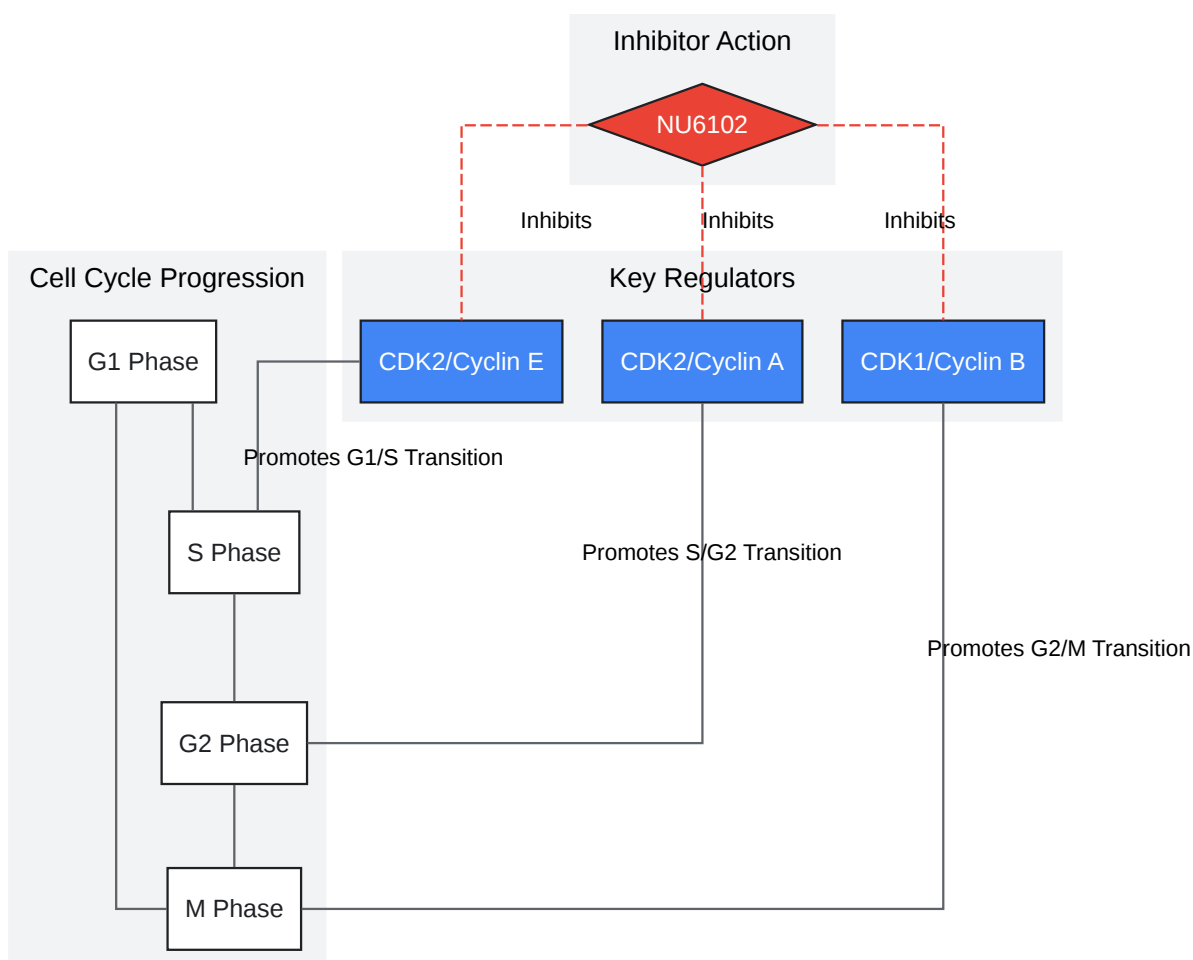 Inhibitor Action
NU6102
Inhibits
Inhibits
Inhibits
Cell Cycle Progression
Key Regulators
G1 Phase
CDK2/Cyclin E
CDK2/Cyclin A
CDK1/Cyclin B
Promotes G1/S Transition
S Phase
Promotes S/G2 Transition
Promotes G2/M Transition
G2 Phase
M Phase